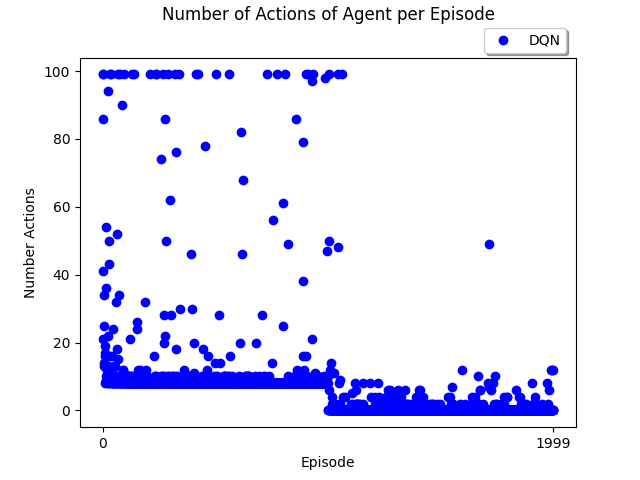 Number of Actions of Agent per Episode
DQN
100
80
60
40
20
0
Number Actions
0
1999
Episode